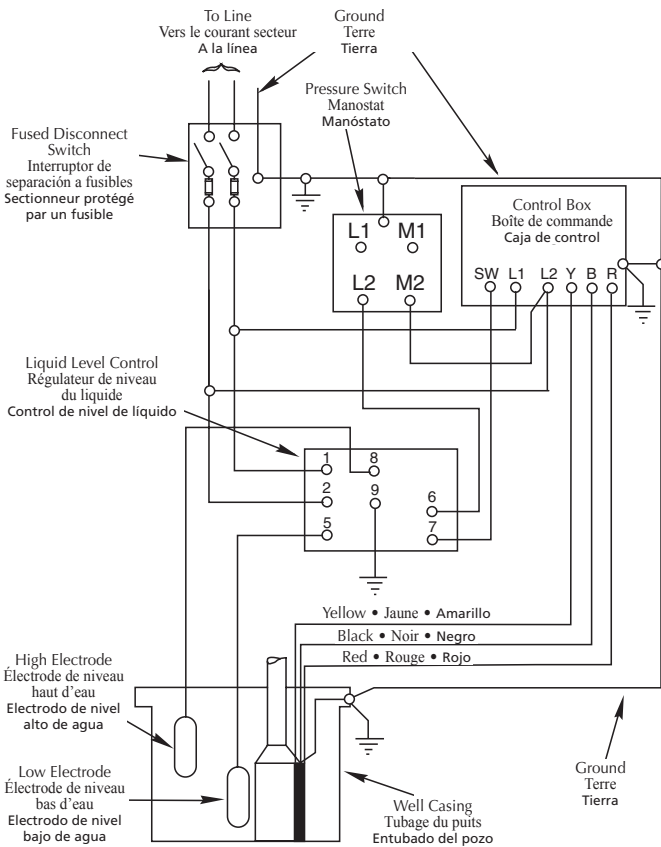 To Line
Vers le courant secteur
A la línea
Ground
Terre
Tierra
Pressure Switch
Manostat
Manóstato
Fused Disconnect
Switch
Interruptor de
separación a fusibles
Sectionneur protégé
par un fusible
L1 M1
L2 M2
Control Box
Boîte de commande
Caja de control
SW L1 L2 Y B R
Liquid Level Control
Régulateur de niveau
du liquide
Control de nivel de líquido
1 8
2 9 6
5 7
Yellow • Jaune • Amarillo
Black • Noir • Negro
Red • Rouge • Rojo
High Electrode
Électrode de niveau
haut d'eau
Electrodo de nivel
alto de agua
Low Electrode
Électrode de niveau
bas d'eau
Electrodo de nivel
bajo de agua
Well Casing
Tubage du puits
Entubado del pozo
Ground
Terre
Tierra